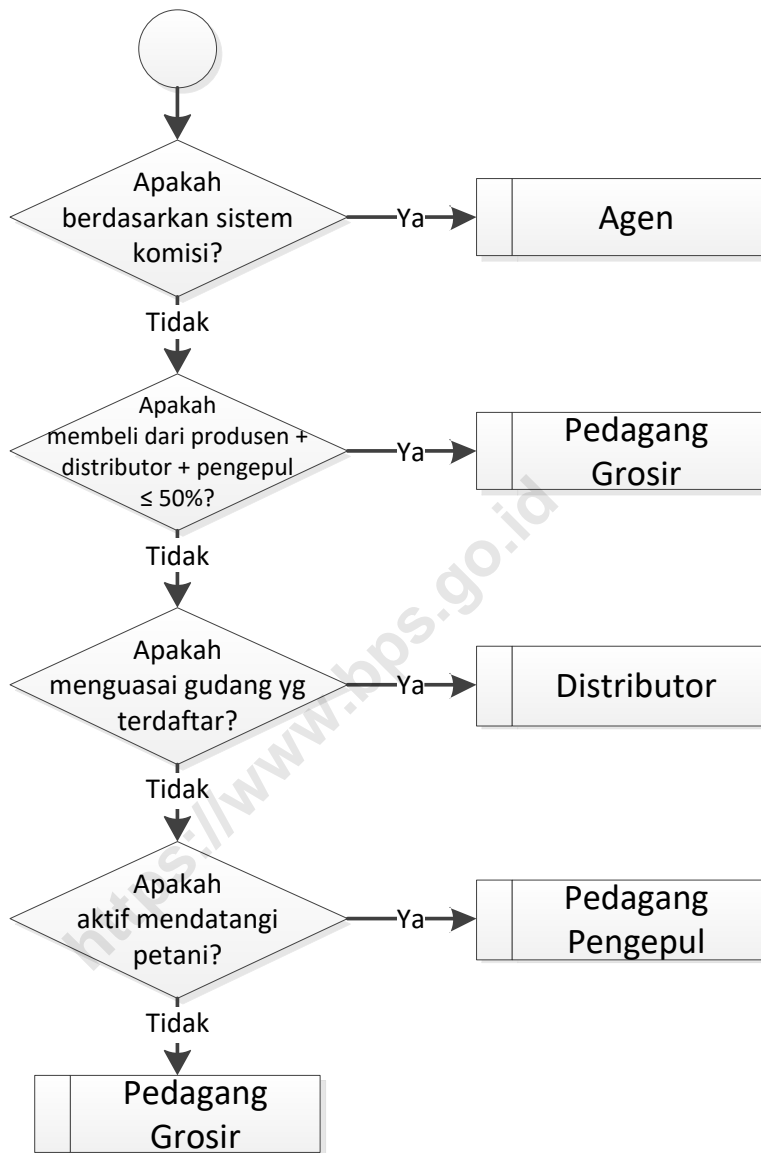 Apakah
berdasarkan sistem
komisi?
Ya
Agen
Tidak
Apakah
membeli dari produsen +
distributor + pengepul
≤ 50%?
Ya
Pedagang
Grosir
Tidak
Apakah
menguasai gudang yg
terdaftar?
Ya
Distributor
Tidak
Apakah
aktif mendatangi
petani?
Ya
Pedagang
Pengepul
Tidak
Pedagang
Grosir
https://www.bps.go.id